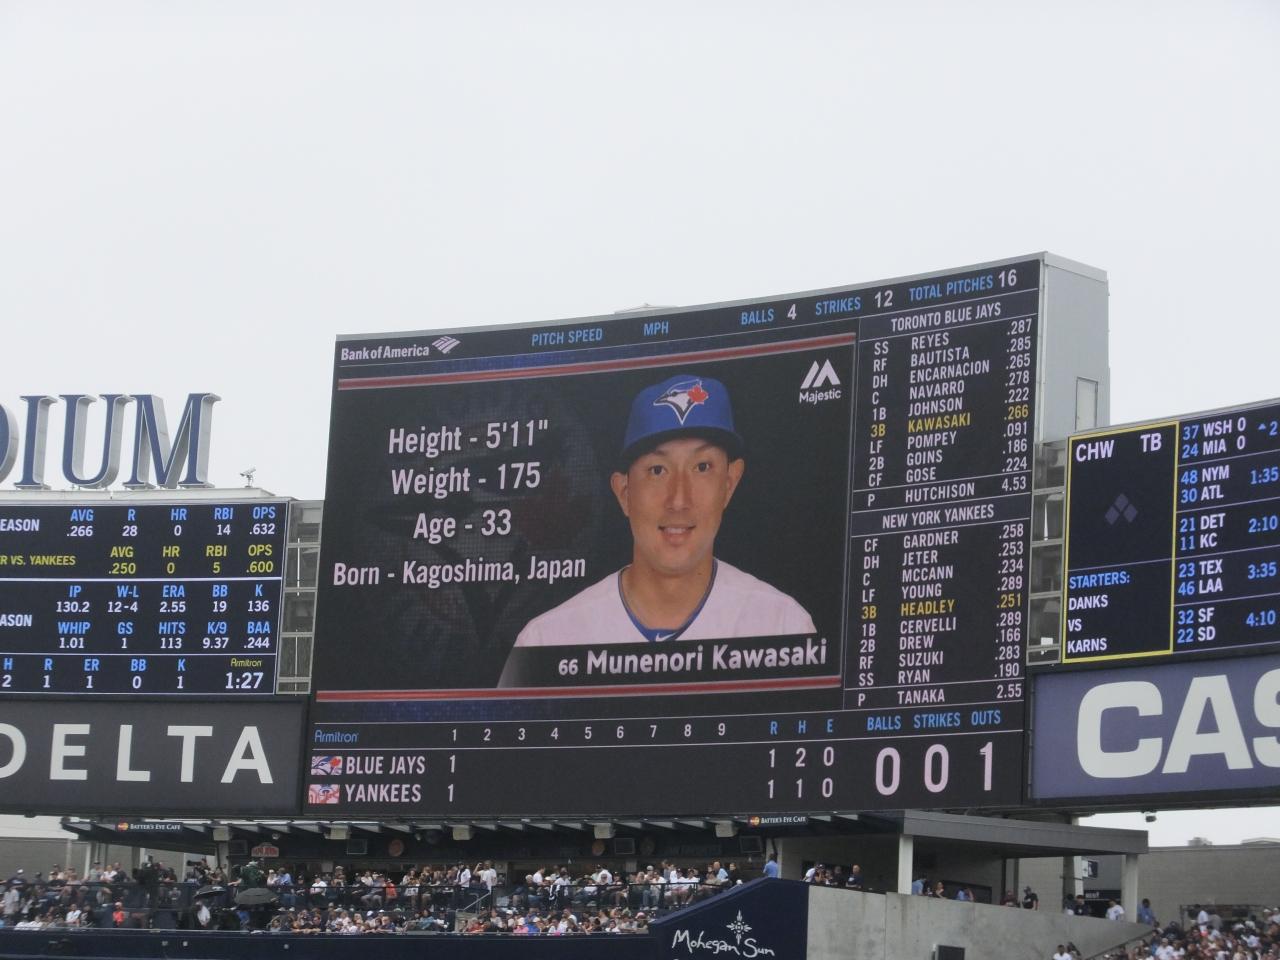 DIUM
EASON
AVG R HR RBI OPS
.266 28 0 14 .632
VS. YANKEES
AVG HR RBI OPS
.250 0 5 .600
IP W-L ERA BB K
130.2 12-4 2.55 19 136
WHIP GS HITS K/9 BAA
1.01 1 113 9.37 .244
H R ER BB K
2 1 1 0 1
Armitron
1:27
DELTA
Bank of America
PITCH SPEED MPH BALLS 4 STRIKES 12 TOTAL PITCHES 16
Height - 5'11"
Weight - 175
Age - 33
Born - Kagoshima, Japan
Majestic
66 Munenori Kawasaki
TORONTO BLUE JAYS
SS REYES .287
RF BAUTISTA .285
DH ENCARNACION .265
C NAVARRO .278
1B JOHNSON .222
3B KAWASAKI .266
LF POMPEY .091
2B GOINS .186
CF GOSE .224
P HUTCHISON 4.53
NEW YORK YANKEES
CF GARDNER .258
DH JETER .253
C MCCANN .234
LF YOUNG .289
3B HEADLEY .251
1B CERVELLI .289
2B DREW .166
RF SUZUKI .283
SS RYAN .190
P TANAKA 2.55
Armitron 1 2 3 4 5 6 7 8 9 R H E BALLS STRIKES OUTS
BLUE JAYS 1 1 2 0
YANKEES 1 1 1 0
0 0 1
CHW TB
STARTERS:
DANKS
VS
KARNS
37 WSH 0 2
24 MIA 0
48 NYM 1:35
30 ATL
21 DET 2:10
11 KC
23 TEX 3:35
46 LAA
32 SF 4:10
22 SD
CAS
BATTER'S EYE CAFE
BATTER'S EYE CAFE
Mohegan Sun